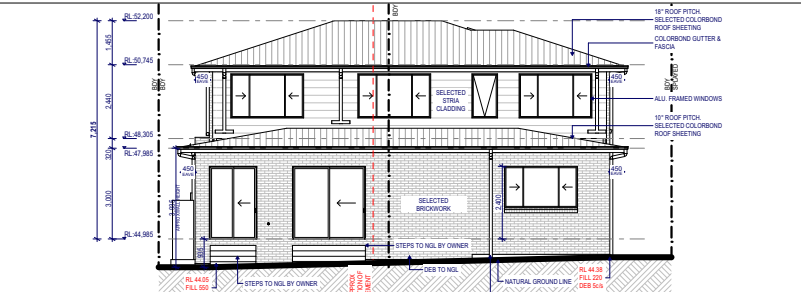 RL:52,200
BDY
18° ROOF PITCH.
SELECTED COLORBOND
ROOF SHEETING
COLORBOND GUTTER &
FASCIA
1.455
RL:50,745
450
EAVE
450
EAVE
BDY
BDY
SELECTED
STRIA
CLADDING
ALU. FRAMED WINDOWS
2.440
7.215
10° ROOF PITCH.
SELECTED COLORBOND
ROOF SHEETING
RL:48,305
320
RL:47,985
450
EAVE
450
EAVE
3.000
2.400
SELECTED
BRICKWORK
RL:44,985
STEPS TO NGL BY OWNER
DEB TO NGL
RL 44.05
FILL 550
STEPS TO NGL BY OWNER
NATURAL GROUND LINE
RL 44.38
FILL 220
DEB 5c/s